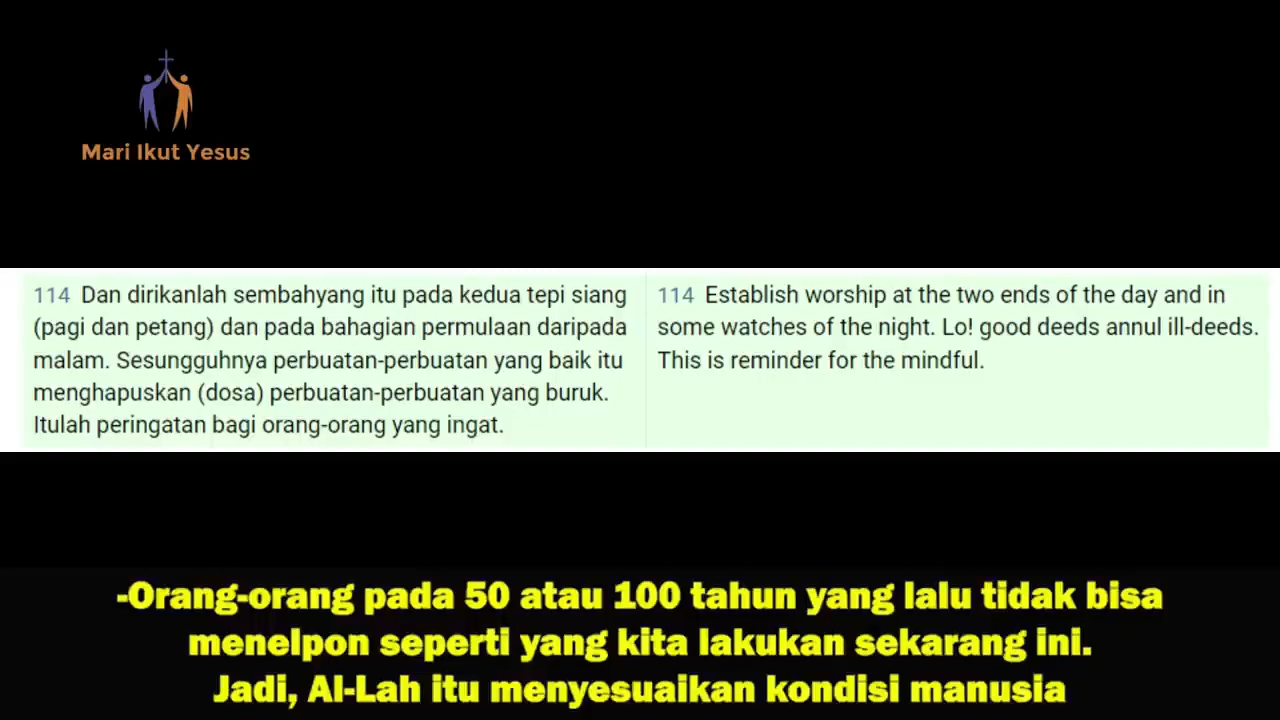 Mari Ikut Yesus
114 Dan dirikanlah sembahyang itu pada kedua tepi siang
(pagi dan petang) dan pada bahagian permulaan daripada
malam. Sesungguhnya perbuatan-perbuatan yang baik itu
menghapuskan (dosa) perbuatan-perbuatan yang buruk.
Itulah peringatan bagi orang-orang yang ingat.
114 Establish worship at the two ends of the day and in
some watches of the night. Lo! good deeds annul ill-deeds.
This is reminder for the mindful.
-Orang-orang pada 50 atau 100 tahun yang lalu tidak bisa
menelpon seperti yang kita lakukan sekarang ini.
Jadi, Al-Lah itu menyesuaikan kondisi manusia